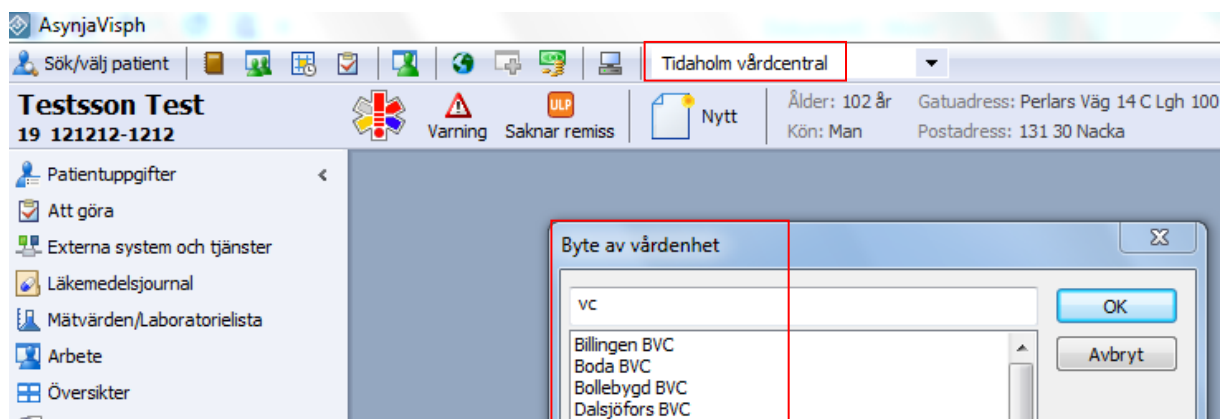 AsynjaVisph
Sök/välj patient
Tidaholm vårdcentral
Testsson Test
19 121212-1212
Varning
ULP
Saknar remiss
Nytt
Ålder: 102 år
Kön: Man
Gatuadress: Perlars Väg 14 C Lgh 100
Postadress: 131 30 Nacka
Patientuppgifter
Att göra
Externa system och tjänster
Läkemedelsjournal
Mätvärden/Laboratorielista
Arbete
Översikter
Byte av vårdenhet
vc
OK
Avbryt
Billingen BVC
Boda BVC
Bollebygd BVC
Dalsjöfors BVC